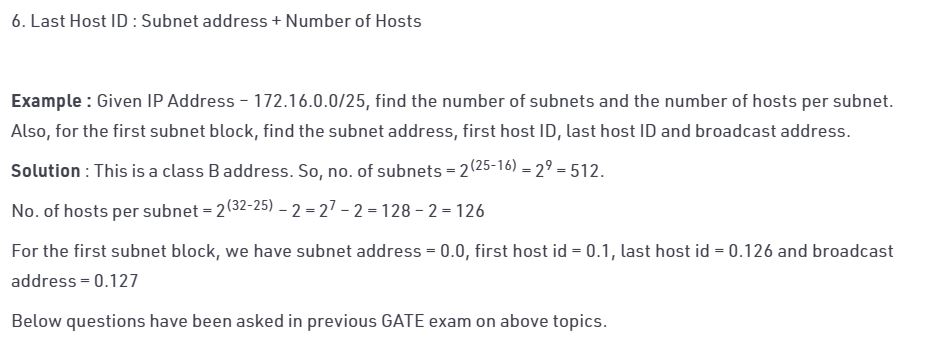 6. Last Host ID : Subnet address + Number of Hosts
Example : Given IP Address – 172.16.0.0/25, find the number of subnets and the number of hosts per subnet.
Also, for the first subnet block, find the subnet address, first host ID, last host ID and broadcast address.
Solution : This is a class B address. So, no. of subnets = 2(25-16) = 2⁹ = 512.
No. of hosts per subnet = 2(32-25) – 2 = 2⁷ – 2 = 128 – 2 = 126
For the first subnet block, we have subnet address = 0.0, first host id = 0.1, last host id = 0.126 and broadcast
address = 0.127
Below questions have been asked in previous GATE exam on above topics.